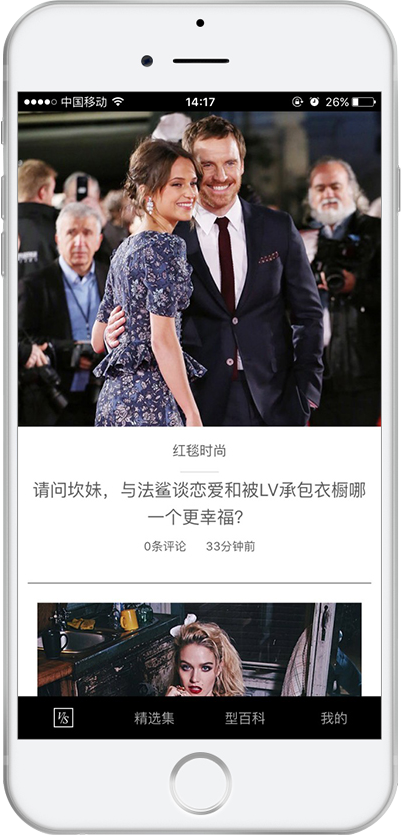 中国移动 14:17 26%
红毯时尚
请问坎妹，与法鲨谈恋爱和被LV承包衣橱哪
一个更幸福？
0条评论 33分钟前
VS 精选集 型百科 我的